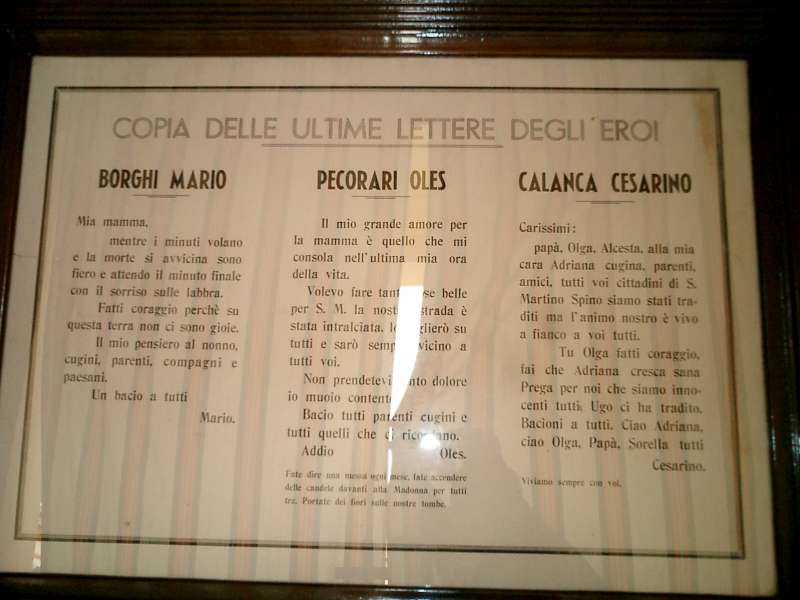 COPIA DELLE ULTIME LETTERE DEGLI EROI
BORGHI MARIO
Mia mamma,
mentre i minuti volano
e la morte si avvicina sono
fiero e attendo il minuto finale
con il sorriso sulle labbra.
Fatti coraggio perchè su
questa terra non ci sono gioie.
Il mio pensiero al nonno,
cugini, parenti, compagni e
paesani.
Un bacio a tutti
Mario.
PECORARI OLES
Il mio grande amore per
la mamma è quello che mi
consola nell'ultima mia ora
della vita.
Volevo fare belle
per S. M. la strada è
stata intralciata, su
tutti e sarò vicino a
tutti voi.
Non dolore
io muoio
Bacio tutti parenti cugini e
tutti quelli che
Addio Oles.
Fate dire una messa ogni mese, fate accendere
delle candele davanti alla Madonna per tutti
tre. Portate dei fiori sulle nostre tombe.
CALANCA CESARINO
Carissimi:
papà, Olga, Alcesta, alla mia
cara Adriana cugina, parenti,
amici, tutti voi cittadini di S.
Martino Spino siamo stati tra-
diti ma l'animo nostro è vivo
a fianco a voi tutti.
Tu Olga fatti coraggio,
fai che Adriana cresca sana
Prega per noi che siamo inno-
centi tutti, Ugo ci ha tradito.
Bacioni a tutti. Ciao Adriana,
ciao Olga, Papà, Sorella tutti
Cesarino.
Viviamo sempre con voi.